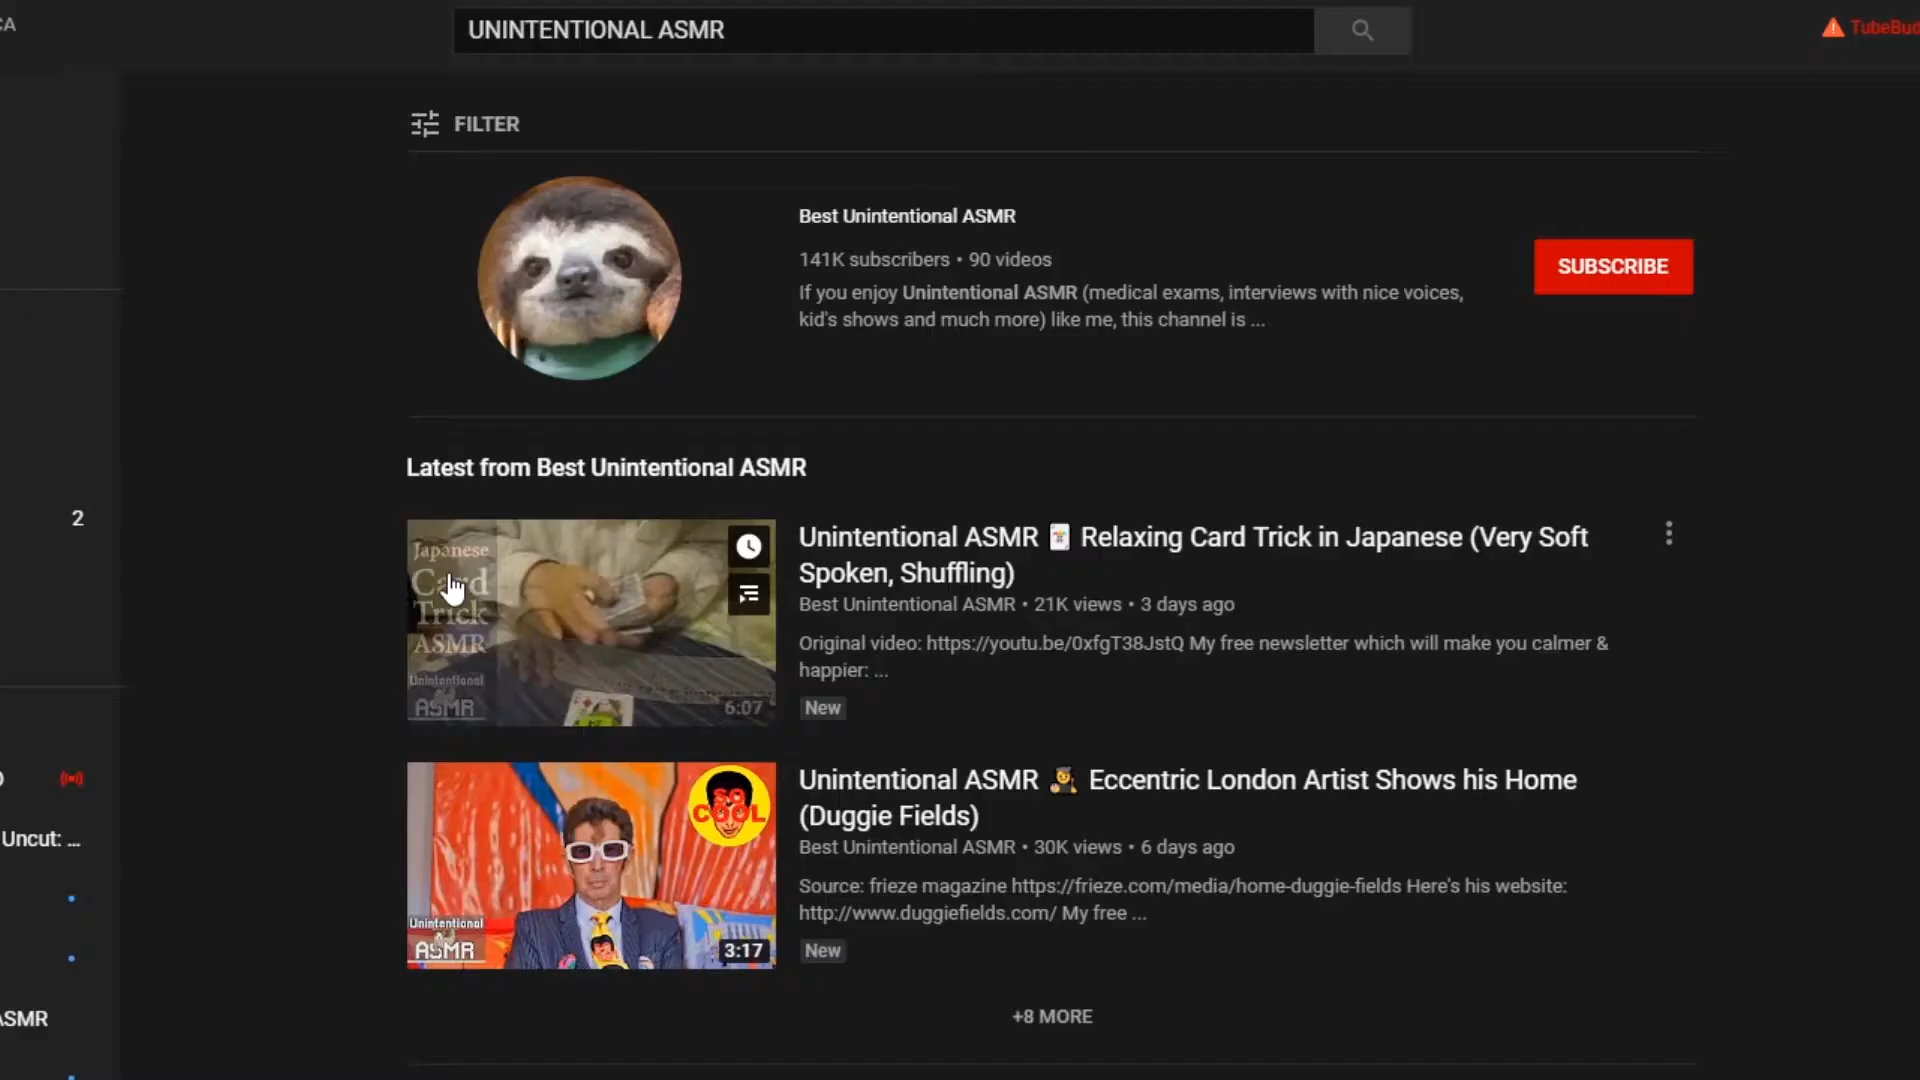 CA
UNINTENTIONAL ASMR
TubeBud
FILTER
Best Unintentional ASMR
141K subscribers • 90 videos
If you enjoy Unintentional ASMR (medical exams, interviews with nice voices,
kid's shows and much more) like me, this channel is ...
SUBSCRIBE
Latest from Best Unintentional ASMR
2
Japanese
Card
Trick
ASMR
Unintentional
ASMR
6:07
Unintentional ASMR 🃏 Relaxing Card Trick in Japanese (Very Soft
Spoken, Shuffling)
Best Unintentional ASMR • 21K views • 3 days ago
Original video: https://youtu.be/0xfgT38JstQ My free newsletter which will make you calmer &
happier: ...
New
Uncut: ...
SO
COOL
Unintentional
ASMR
3:17
Unintentional ASMR 👨‍🎨 Eccentric London Artist Shows his Home
(Duggie Fields)
Best Unintentional ASMR • 30K views • 6 days ago
Source: frieze magazine https://frieze.com/media/home-duggie-fields Here's his website:
http://www.duggiefields.com/ My free ...
New
ASMR
+8 MORE